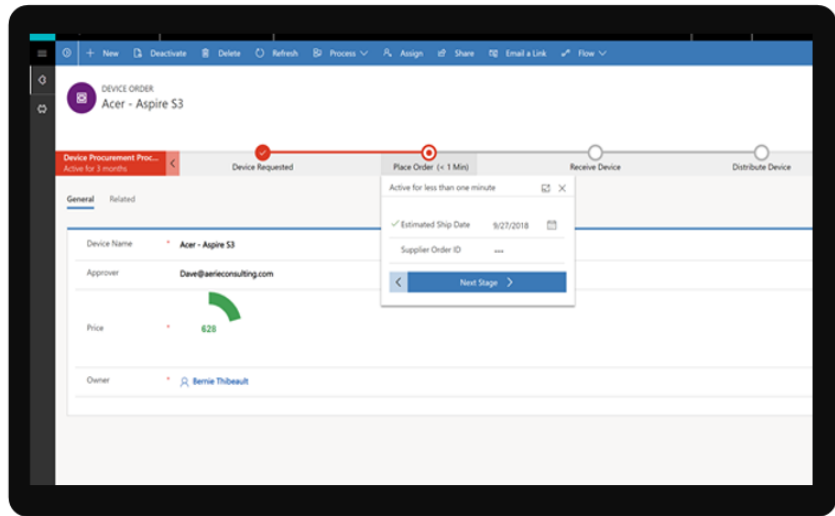 New Deactivate Delete Refresh Process Assign Share Email a Link Flow
DEVICE ORDER
Acer - Aspire S3
Device Procurement Proc...
Active for 3 months
Device Requested
Place Order (< 1 Min)
Receive Device
Distribute Device
Active for less than one minute
General Related
Estimated Ship Date 9/27/2018
Supplier Order ID ---
Next Stage
Device Name * Acer - Aspire S3
Approver Dave@aerieconsulting.com
Price * 628
Owner * Bernie Thibeault